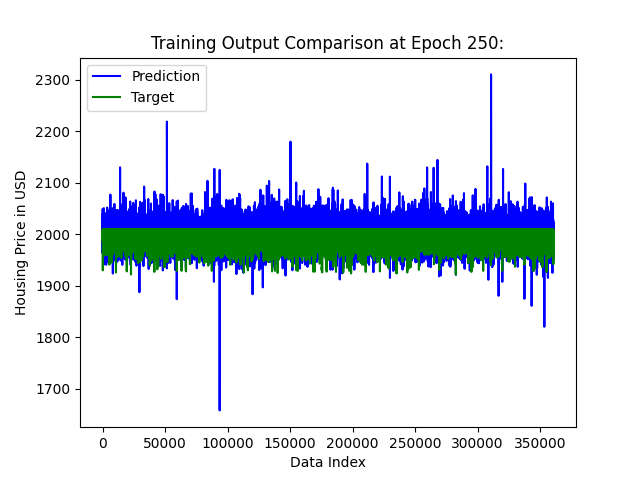 Training Output Comparison at Epoch 250:
Prediction
Target
Housing Price in USD
2300
2200
2100
2000
1900
1800
1700
0 50000 100000 150000 200000 250000 300000 350000
Data Index